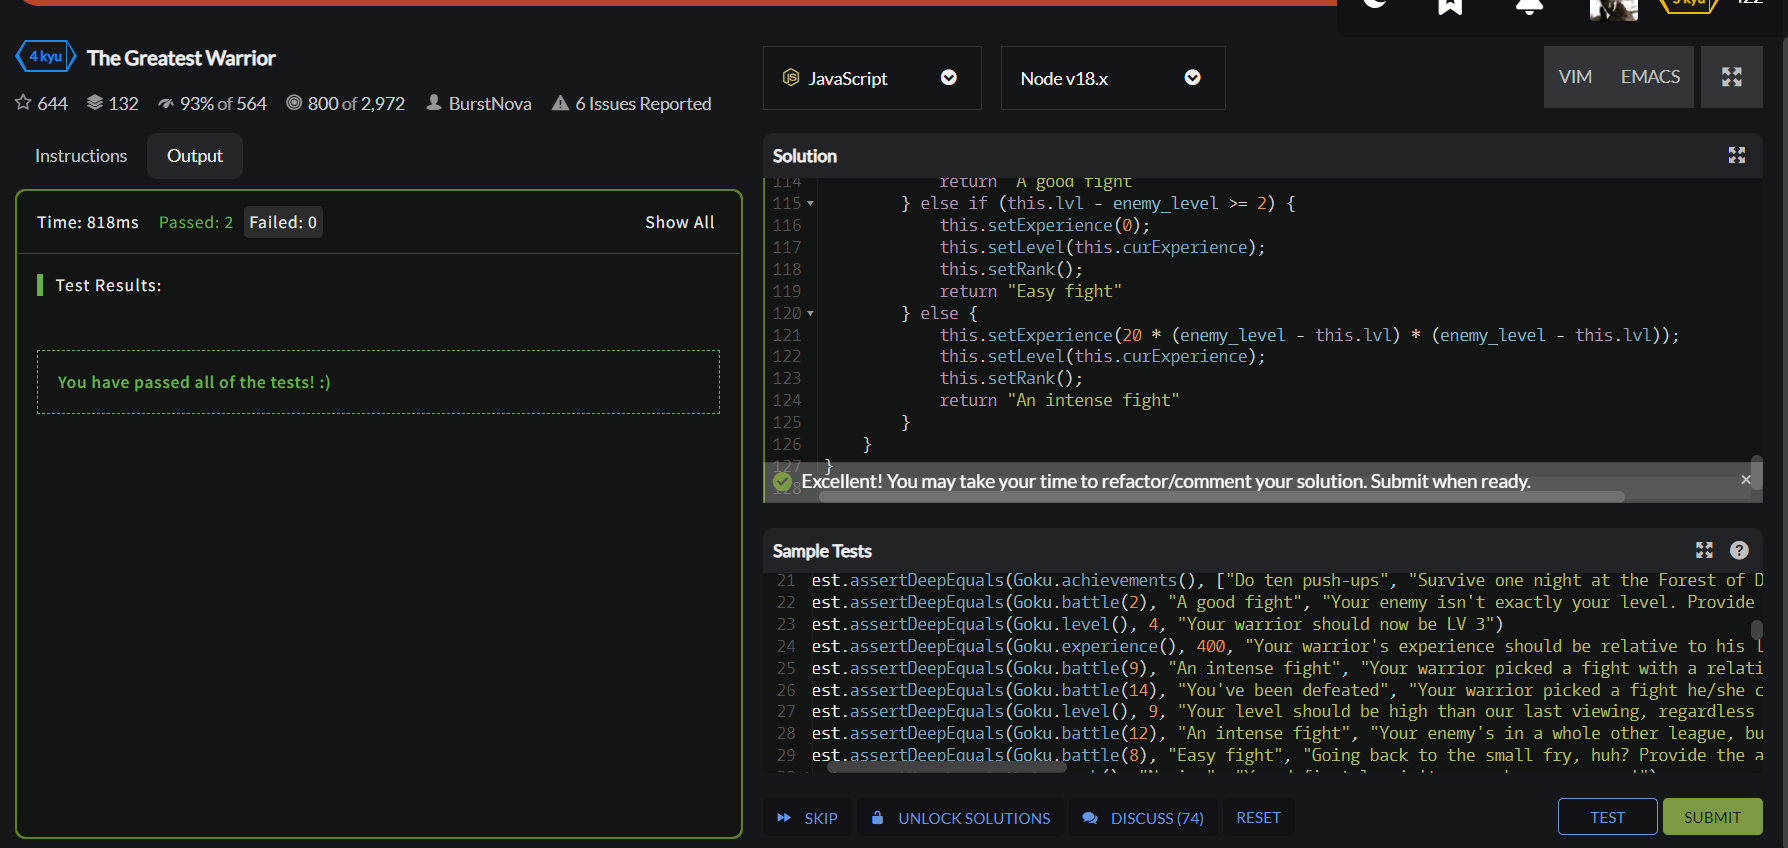 5 kyu
122
4 kyu The Greatest Warrior
644 132 93% of 564 800 of 2,972 BurstNova 6 Issues Reported
Instructions Output
Time: 818ms Passed: 2 Failed: 0 Show All
Test Results:
You have passed all of the tests! :)
JS JavaScript
Node v18.x
VIM EMACS
Solution
114 return "A good fight"
115 } else if (this.lvl - enemy_level >= 2) {
116 this.setExperience(0);
117 this.setLevel(this.curExperience);
118 this.setRank();
119 return "Easy fight"
120 } else {
121 this.setExperience(20 * (enemy_level - this.lvl) * (enemy_level - this.lvl));
122 this.setLevel(this.curExperience);
123 this.setRank();
124 return "An intense fight"
125 }
126 }
127 }
128
Excellent! You may take your time to refactor/comment your solution. Submit when ready. ×
Sample Tests ?
21 est.assertDeepEquals(Goku.achievements(), ["Do ten push-ups", "Survive one night at the Forest of D
22 est.assertDeepEquals(Goku.battle(2), "A good fight", "Your enemy isn't exactly your level. Provide
23 est.assertDeepEquals(Goku.level(), 4, "Your warrior should now be LV 3")
24 est.assertDeepEquals(Goku.experience(), 400, "Your warrior's experience should be relative to his L
25 est.assertDeepEquals(Goku.battle(9), "An intense fight", "Your warrior picked a fight with a relati
26 est.assertDeepEquals(Goku.battle(14), "You've been defeated", "Your warrior picked a fight he/she c
27 est.assertDeepEquals(Goku.level(), 9, "Your level should be high than our last viewing, regardless
28 est.assertDeepEquals(Goku.battle(12), "An intense fight", "Your enemy's in a whole other league, bu
29 est.assertDeepEquals(Goku.battle(8), "Easy fight", "Going back to the small fry, huh? Provide the a
SKIP UNLOCK SOLUTIONS DISCUSS (74) RESET TEST SUBMIT